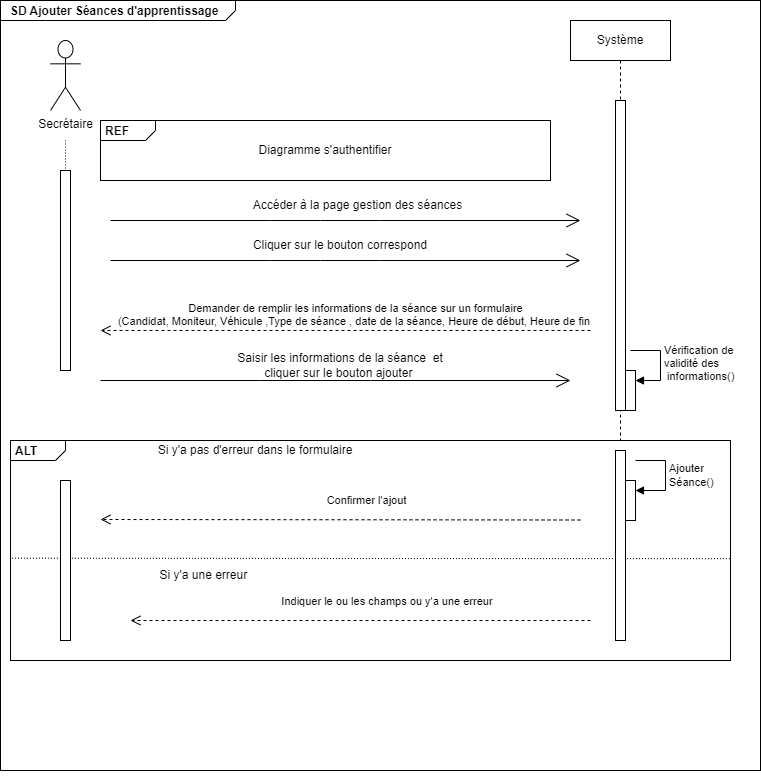 SD Ajouter Séances d'apprentissage
Système
Secrétaire
REF
Diagramme s'authentifier
Accéder à la page gestion des séances
Cliquer sur le bouton correspond
Demander de remplir les informations de la séance sur un formulaire
(Candidat, Moniteur, Véhicule ,Type de séance , date de la séance, Heure de début, Heure de fin
Vérification de
validité des
informations()
Saisir les informations de la séance et
cliquer sur le bouton ajouter
ALT
Si y'a pas d'erreur dans le formulaire
Ajouter
Séance()
Confirmer l'ajout
Si y'a une erreur
Indiquer le ou les champs ou y'a une erreur